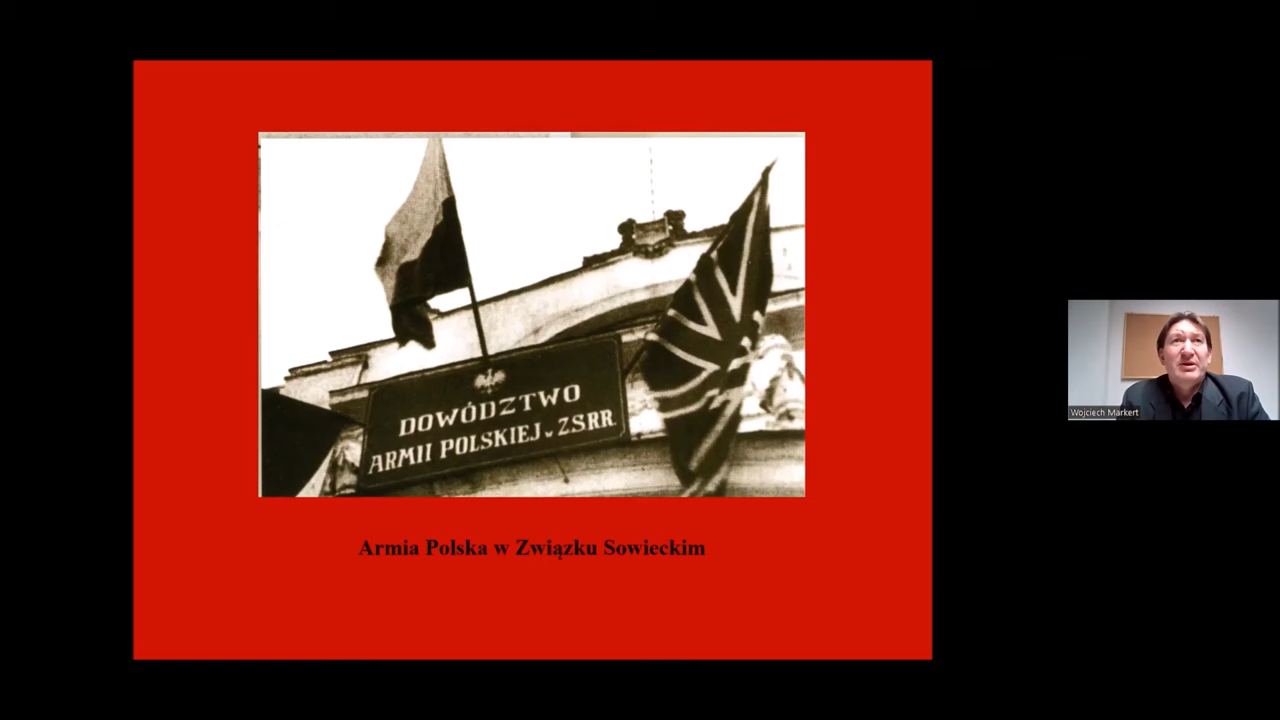 DOWÓDZTWO
ARMII POLSKIEJ w ZSRR
Armia Polska w Związku Sowieckim
Wojciech Markert